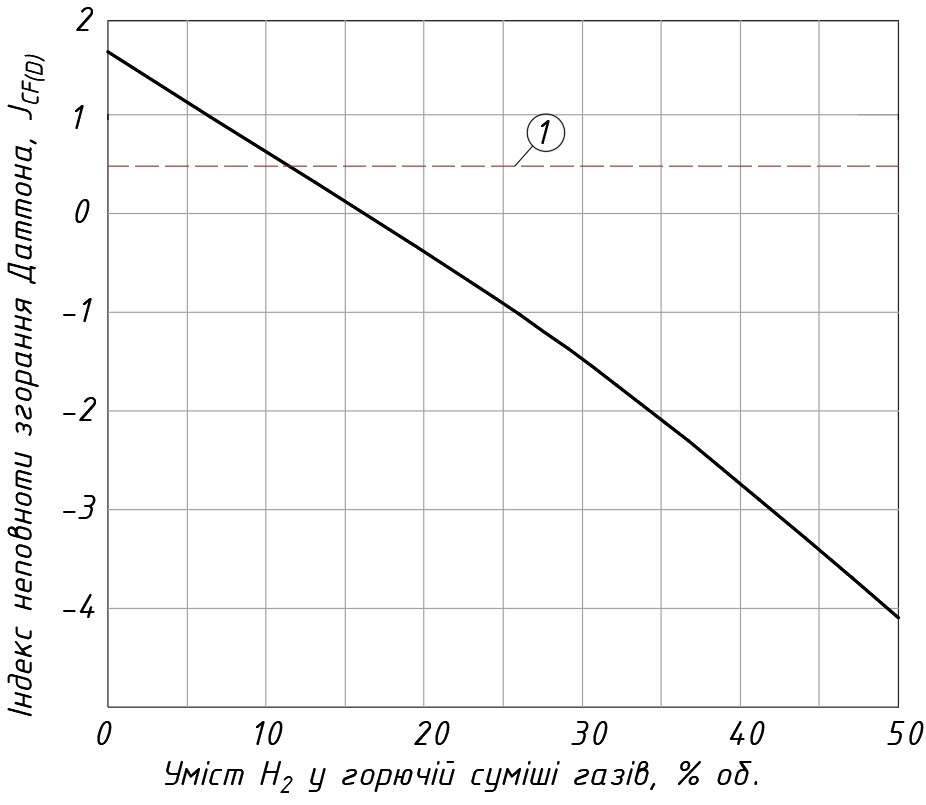 Індекс неповноти згорання Даттона, J_CF(D)
2
1
0
-1
-2
-3
-4
1
0 10 20 30 40 50
Уміст H₂ у горючій суміші газів, % об.